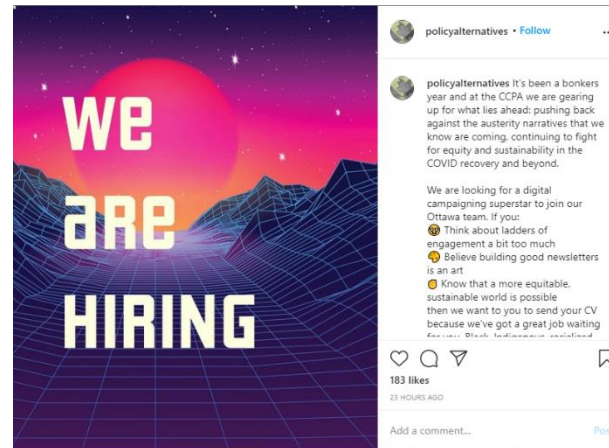 We
aRe
HIRING
policyalternatives • Follow
policyalternatives It's been a bonkers
year and at the CCPA we are gearing
up for what lies ahead: pushing back
against the austerity narratives that we
know are coming, continuing to fight
for equity and sustainability in the
COVID recovery and beyond.
We are looking for a digital
campaigning superstar to join our
Ottawa team. If you:
Think about ladders of
engagement a bit too much
Believe building good newsletters
is an art
Know that a more equitable,
sustainable world is possible
then we want to you to send your CV
because we've got a great job waiting
for you. Black, Indigenous, racialized
183 likes
23 HOURS AGO
Add a comment...